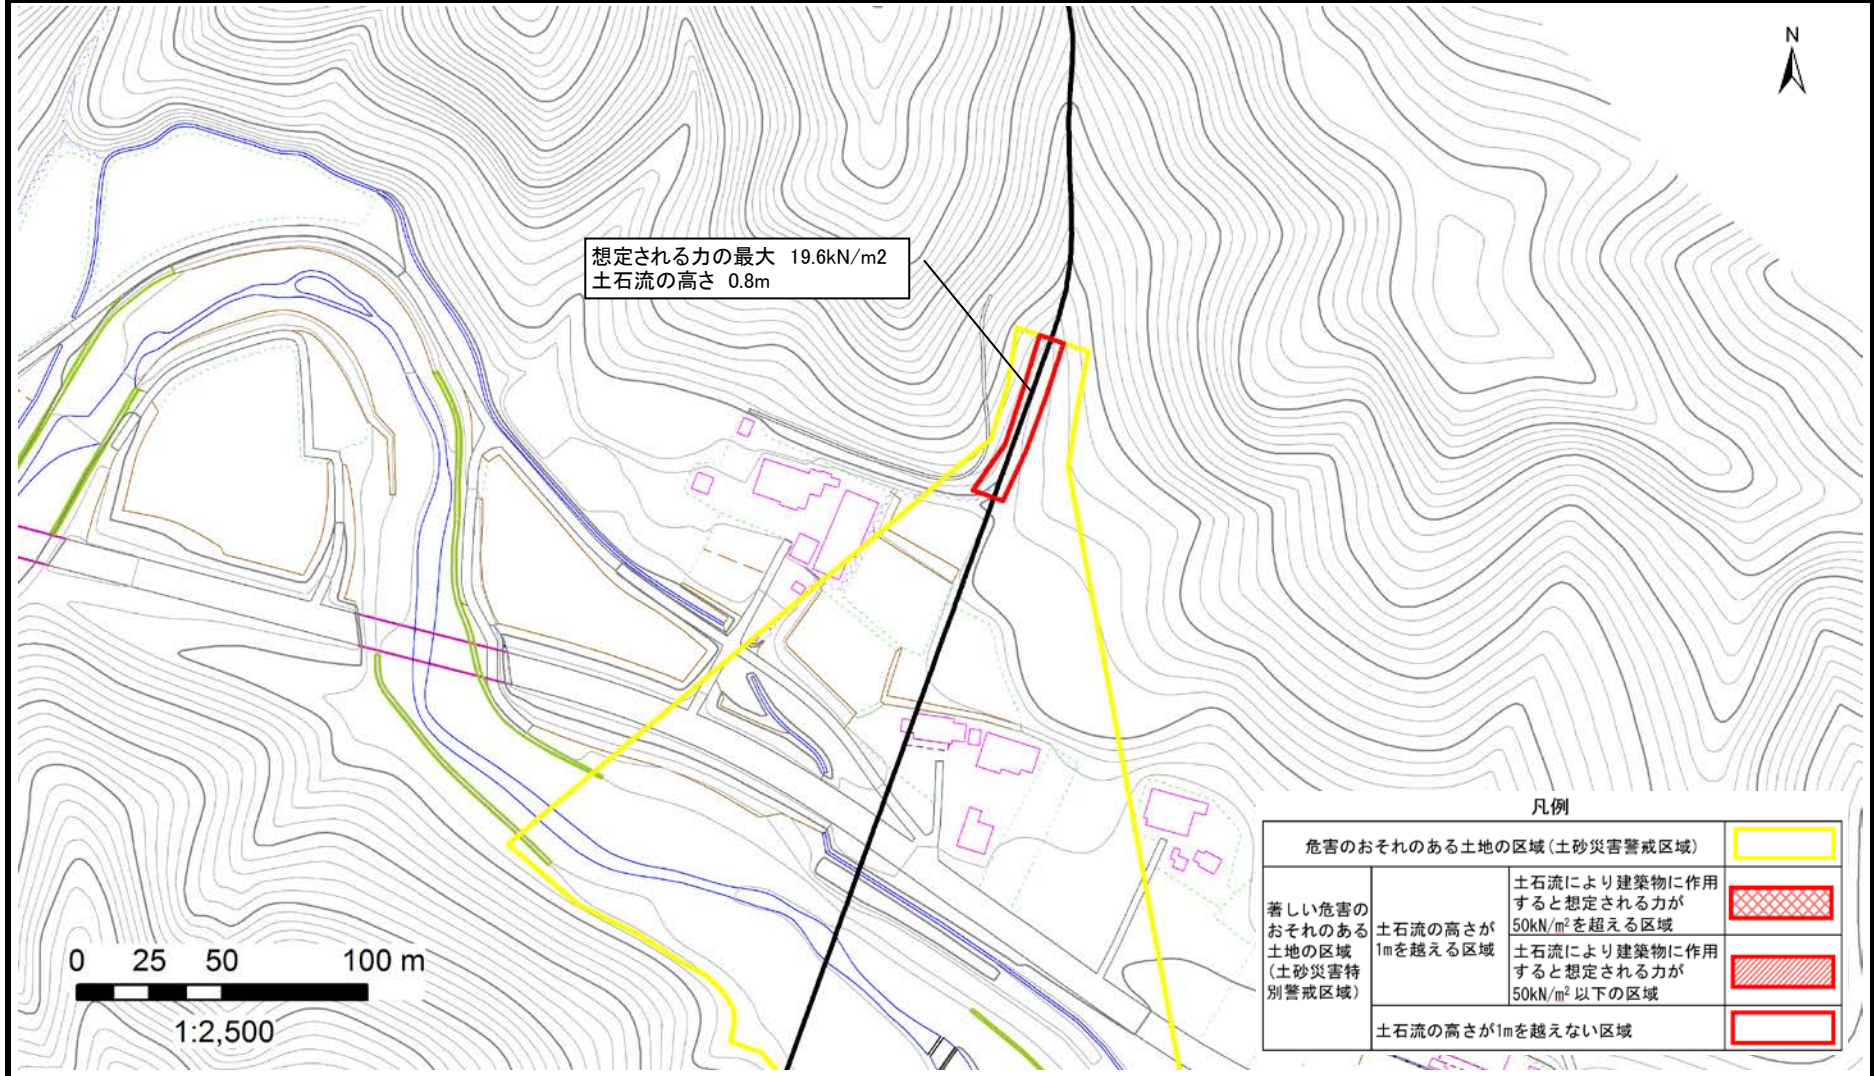 N
想定される力の最大 19.6kN/m2
土石流の高さ 0.8m
凡例
危害のおそれのある土地の区域(土砂災害警戒区域)
著しい危害の
おそれのある
土地の区域
(土砂災害特
別警戒区域)
土石流の高さが
1mを越える区域
土石流により建築物に作用
すると想定される力が
50kN/m²を超える区域
土石流により建築物に作用
すると想定される力が
50kN/m² 以下の区域
土石流の高さが1mを越えない区域
0 25 50 100 m
1:2,500